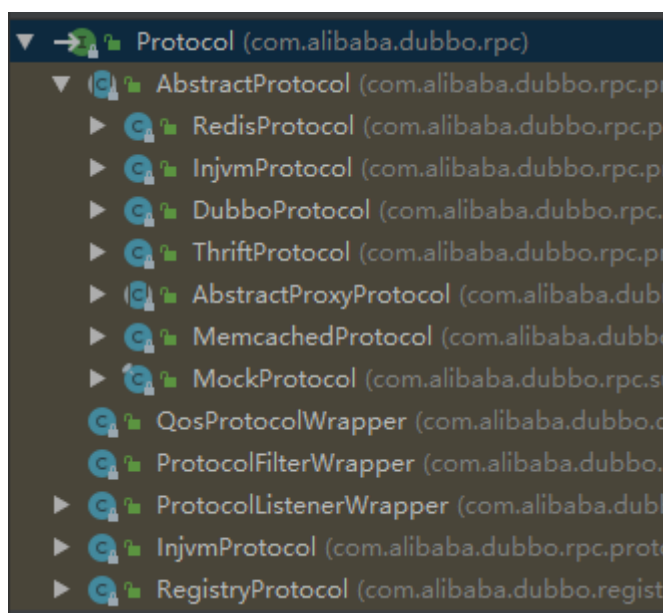 Protocol (com.alibaba.dubbo.rpc)
AbstractProtocol (com.alibaba.dubbo.rpc.pr
RedisProtocol (com.alibaba.dubbo.rpc.p
InjvmProtocol (com.alibaba.dubbo.rpc.p
DubboProtocol (com.alibaba.dubbo.rpc.
ThriftProtocol (com.alibaba.dubbo.rpc.pr
AbstractProxyProtocol (com.alibaba.dub
MemcachedProtocol (com.alibaba.dubbo
MockProtocol (com.alibaba.dubbo.rpc.s
QosProtocolWrapper (com.alibaba.dubbo.
ProtocolFilterWrapper (com.alibaba.dubbo.
ProtocolListenerWrapper (com.alibaba.dub
InjvmProtocol (com.alibaba.dubbo.rpc.prot
RegistryProtocol (com.alibaba.dubbo.regist